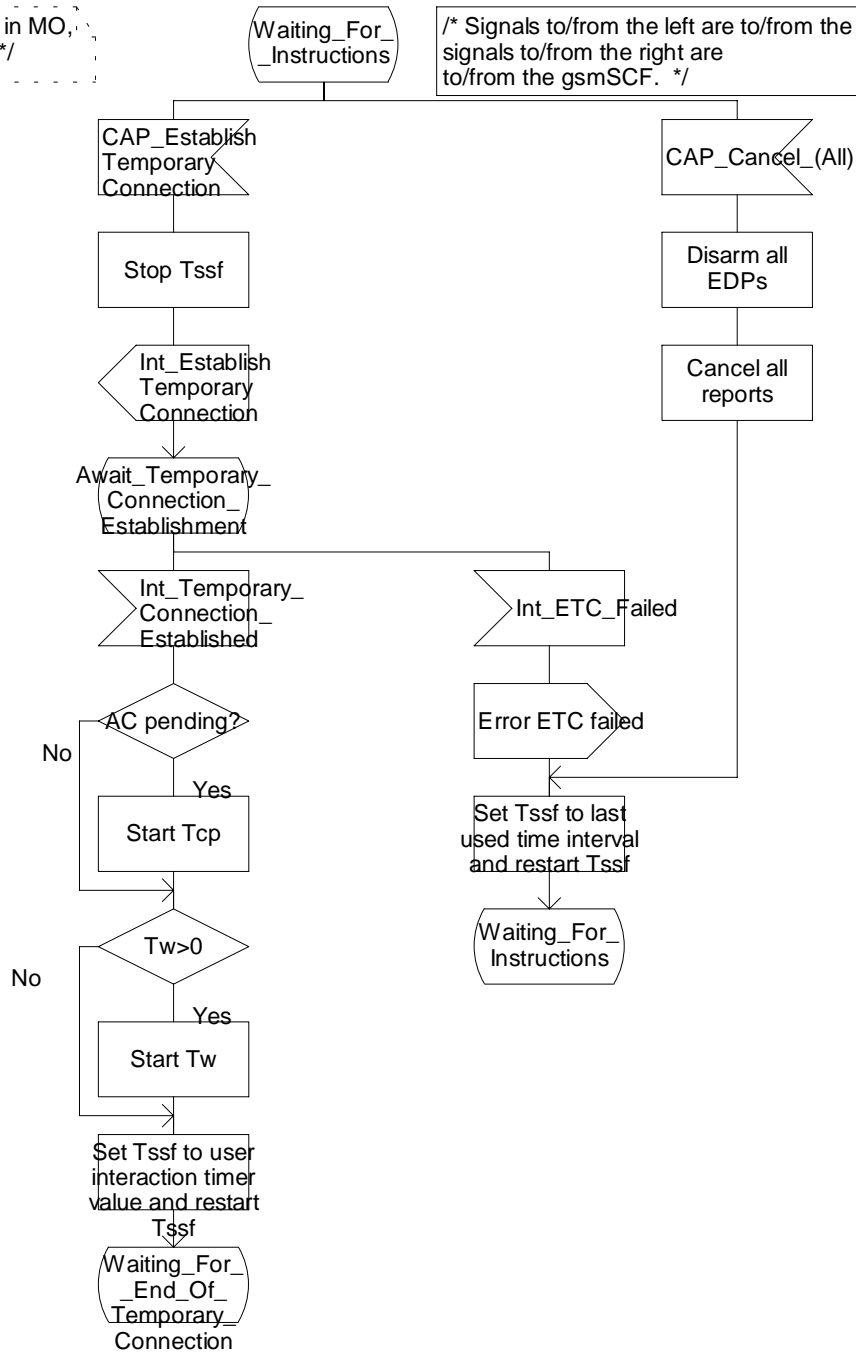 in MO,
*/
Waiting_For_
_Instructions
/* Signals to/from the left are to/from the
signals to/from the right are
to/from the gsmSCF.  */
CAP_Establish
Temporary
Connection
CAP_Cancel_(All)
Stop Tssf
Disarm all
EDPs
Int_Establish
Temporary
Connection
Cancel all
reports
Await_Temporary_
Connection_
Establishment
Int_Temporary_
Connection_
Established
Int_ETC_Failed
AC pending?
Error ETC failed
No
Yes
Start Tcp
Set Tssf to last
used time interval
and restart Tssf
Tw>0
Waiting_For_
Instructions
No
Yes
Start Tw
Set Tssf to user
interaction timer
value and restart
Tssf
Waiting_For_
_End_Of_
Temporary_
Connection